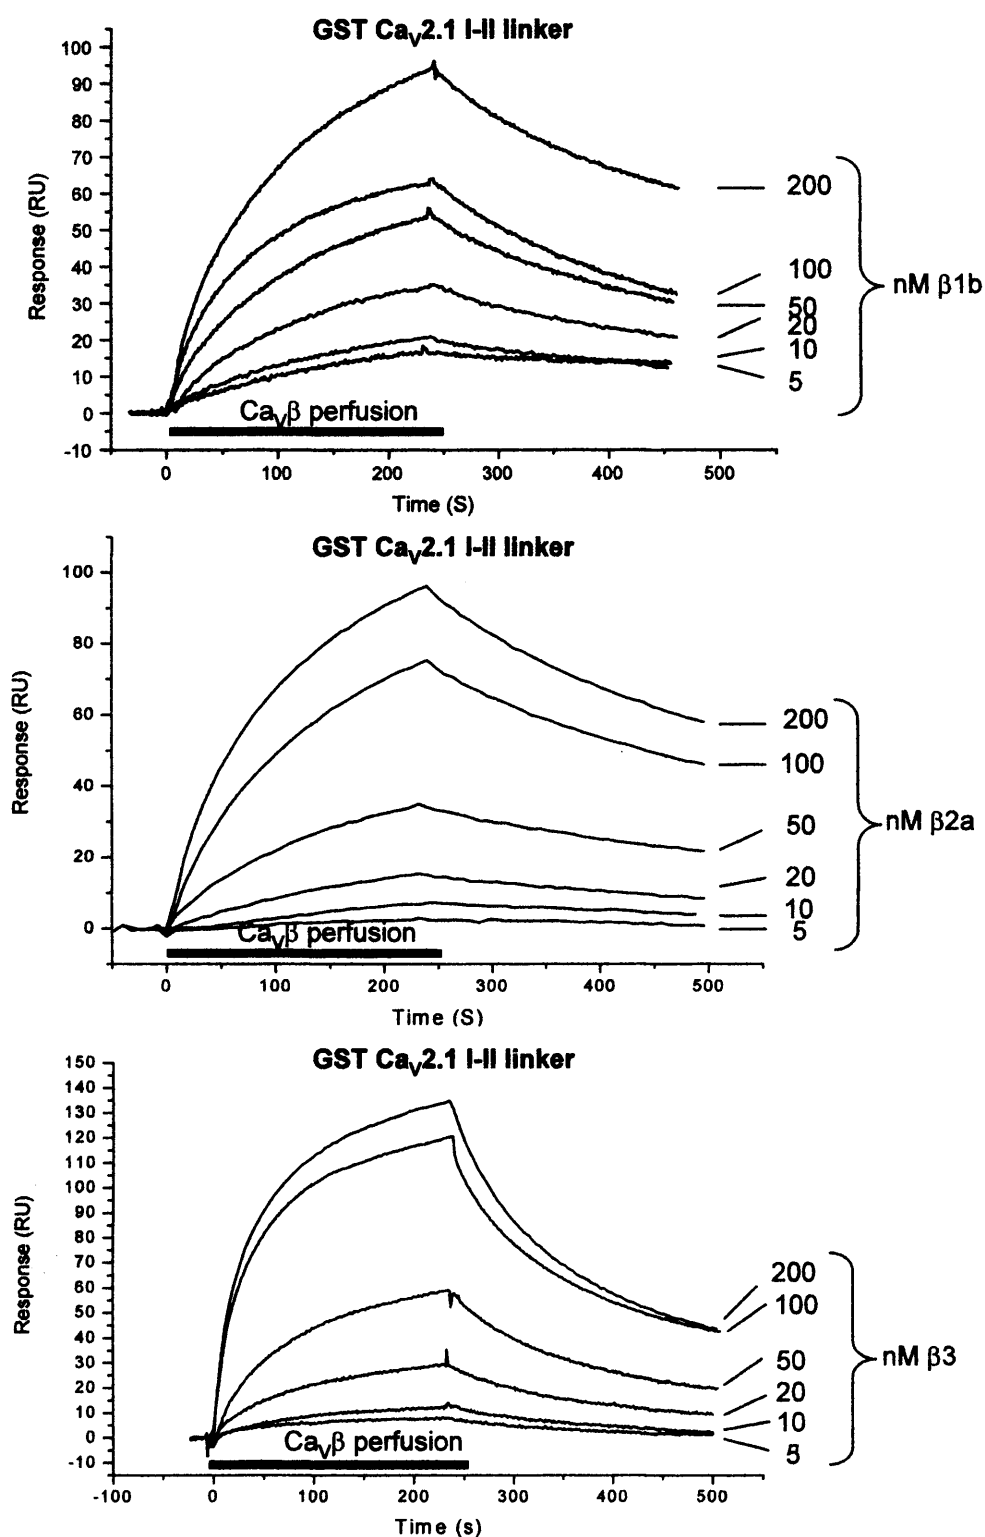 GST CaV2.1 I-II linker
100
90
80
70
60
50
40
30
20
10
0
-10
Response (RU)
200
100
50
20
10
5
nM β1b
CaVβ perfusion
0 100 200 300 400 500
Time (S)
GST CaV2.1 I-II linker
100
80
60
40
20
0
Response (RU)
200
100
50
20
10
5
nM β2a
CaVβ perfusion
0 100 200 300 400 500
Time (S)
GST CaV2.1 I-II linker
150
140
130
120
110
100
90
80
70
60
50
40
30
20
10
0
-10
Response (RU)
200
100
50
20
10
5
nM β3
CaVβ perfusion
-100 0 100 200 300 400 500
Time (s)